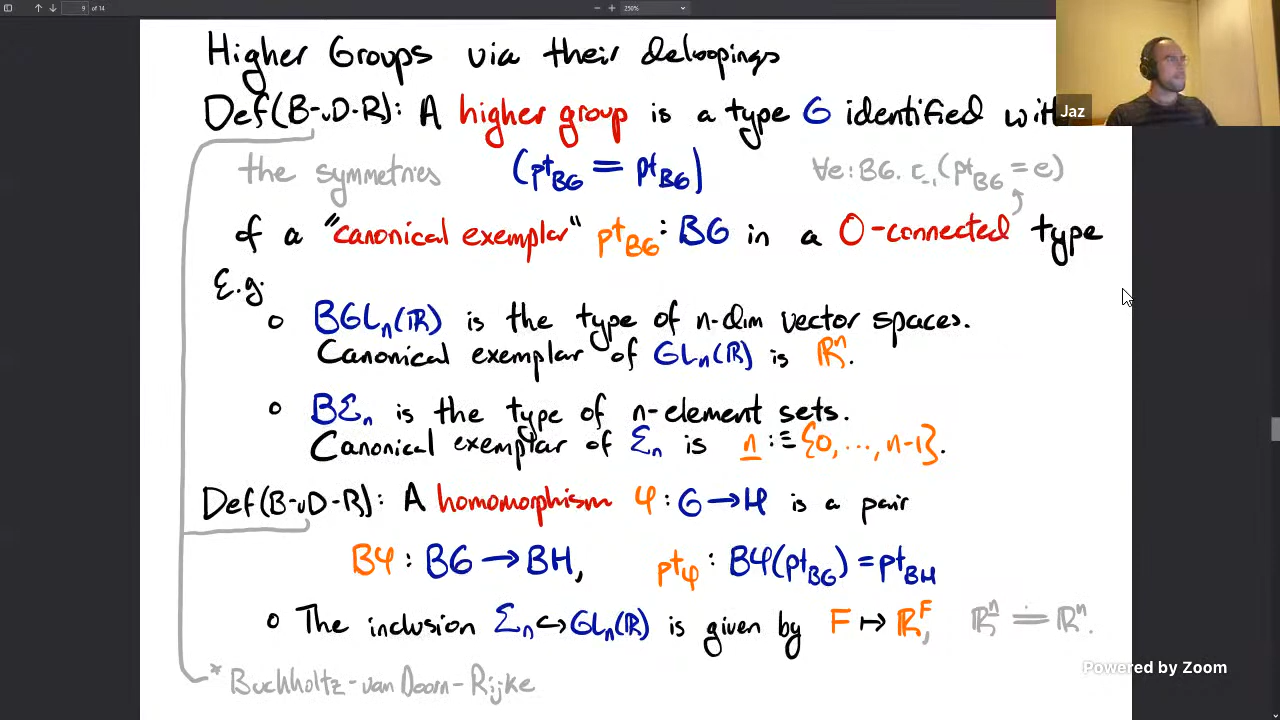 9 of 14
250%
Higher Groups via their deloopings
Jaz
Def (B-vD-R): A higher group is a type G identified with
the symmetries (pt_BG = pt_BG) ∀e:BG.
of a "canonical exemplar" pt_BG : BG in a 0-connected type
E.g.
◦ BGL_n(ℝ) is the type of n-dim vector spaces.
Canonical exemplar of GL_n(ℝ) is ℝ^n.
◦ BΣ_n is the type of n-element sets.
Canonical exemplar of Σ_n is n :≡ {0, ..., n-1}.
Def (B-vD-R): A homomorphism φ : G → H is a pair
Bφ : BG → BH, pt_φ : Bφ(pt_BG) = pt_BH
◦ The inclusion Σ_n ↪ GL_n(ℝ) is given by F ↦ ℝ^F, ℝ^n ≐ ℝ^n.
* Buchholtz-van Doorn-Rijke
Powered by Zoom